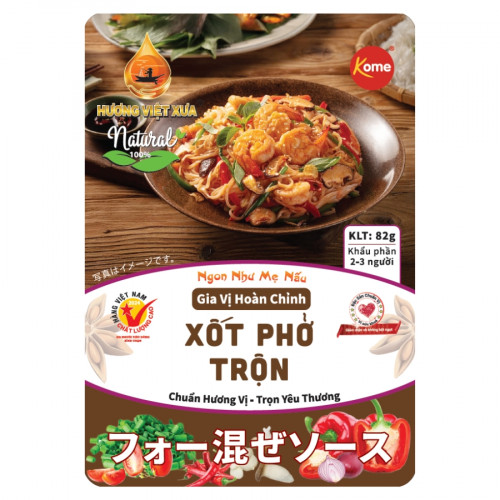 Kome
HƯƠNG VIỆT XƯA
Natural
100%
KLT: 82g
Khẩu phần
2-3 người
写真はイメージです。
Ngon Như Mẹ Nấu
Gia Vị Hoàn Chỉnh
HÀNG VIỆT NAM
CHẤT LƯỢNG CAO
XỐT PHỞ
TRỘN
Chuẩn Hương Vị - Trọn Yêu Thương
フォー混ぜソース